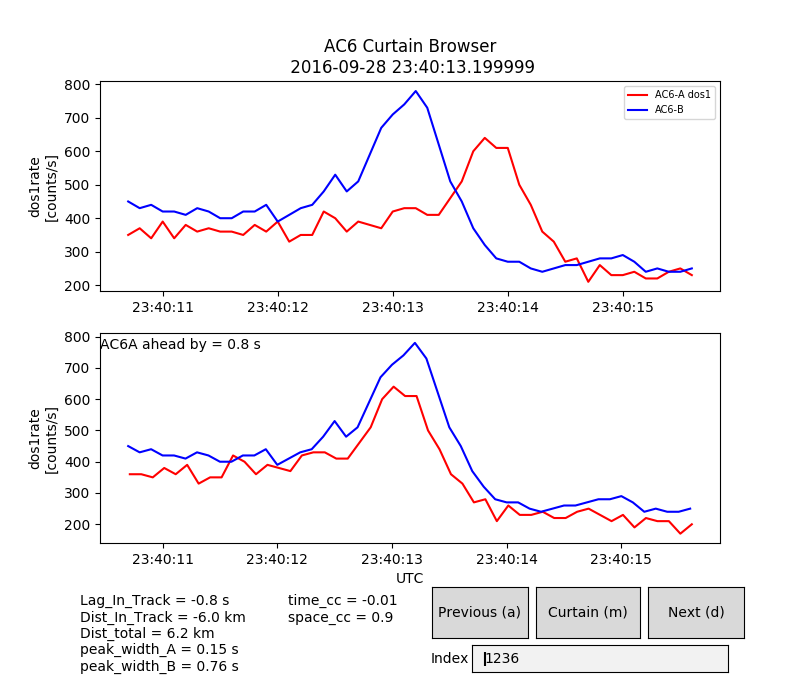 AC6 Curtain Browser
2016-09-28 23:40:13.199999
800
700
600
500
400
300
200
dos1rate
[counts/s]
AC6-A dos1
AC6-B
23:40:11 23:40:12 23:40:13 23:40:14 23:40:15
AC6A ahead by = 0.8 s
800
700
600
500
400
300
200
dos1rate
[counts/s]
23:40:11 23:40:12 23:40:13 23:40:14 23:40:15
UTC
Lag_In_Track = -0.8 s
Dist_In_Track = -6.0 km
Dist_total = 6.2 km
peak_width_A = 0.15 s
peak_width_B = 0.76 s
time_cc = -0.01
space_cc = 0.9
Previous (a) Curtain (m) Next (d)
Index 1236